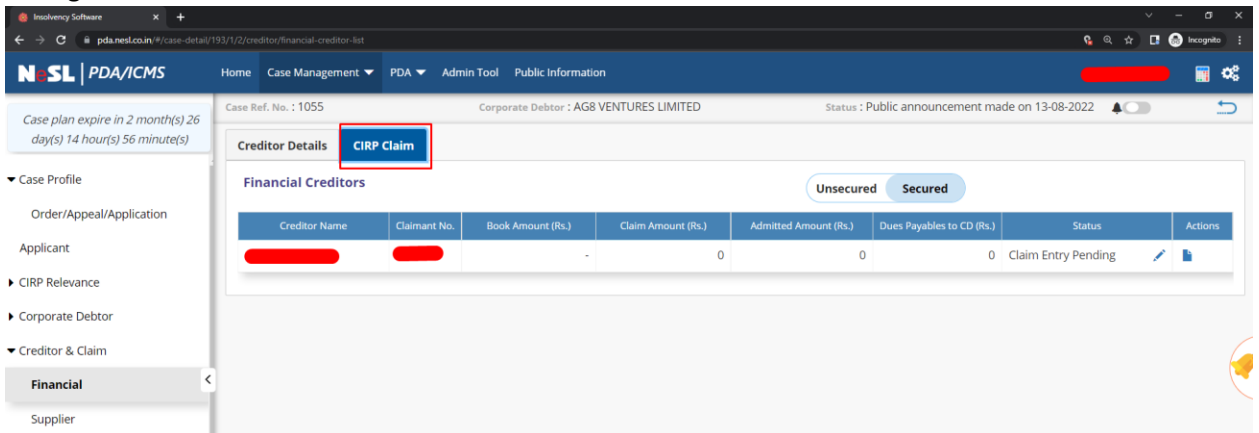 Insolvency Software
pda.nesl.co.in/#/case-detail/193/1/2/creditor/financial-creditor-list
Incognito
NeSL | PDA/ICMS
Home Case Management PDA Admin Tool Public Information
Case plan expire in 2 month(s) 26
day(s) 14 hour(s) 56 minute(s)
Case Ref. No. : 1055 Corporate Debtor : AG8 VENTURES LIMITED Status : Public announcement made on 13-08-2022
Creditor Details CIRP Claim
Case Profile
Order/Appeal/Application
Applicant
CIRP Relevance
Corporate Debtor
Creditor & Claim
Financial
Supplier
Financial Creditors
Unsecured Secured
Creditor Name Claimant No. Book Amount (Rs.) Claim Amount (Rs.) Admitted Amount (Rs.) Dues Payables to CD (Rs.) Status Actions
- 0 0 0 Claim Entry Pending